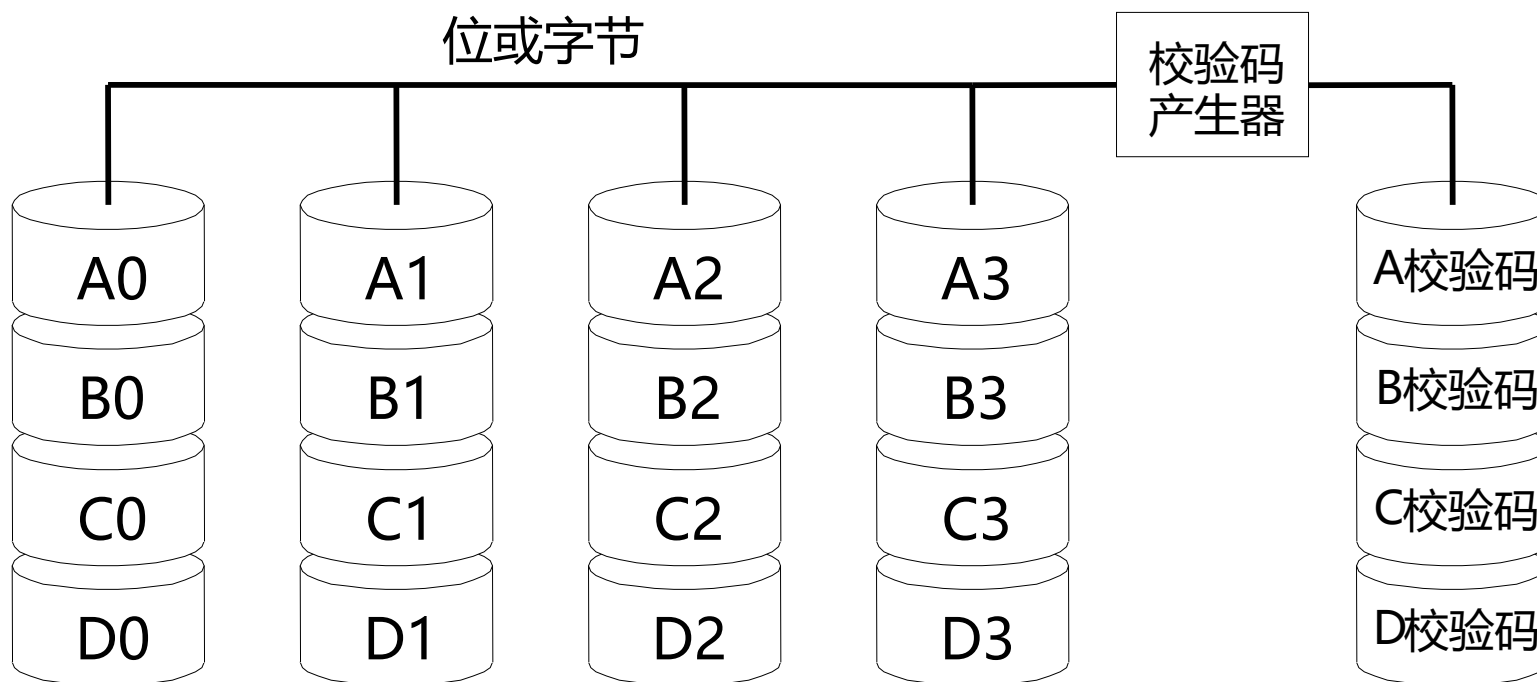 位或字节
校验码
产生器
A0 A1 A2 A3 A校验码
B0 B1 B2 B3 B校验码
C0 C1 C2 C3 C校验码
D0 D1 D2 D3 D校验码